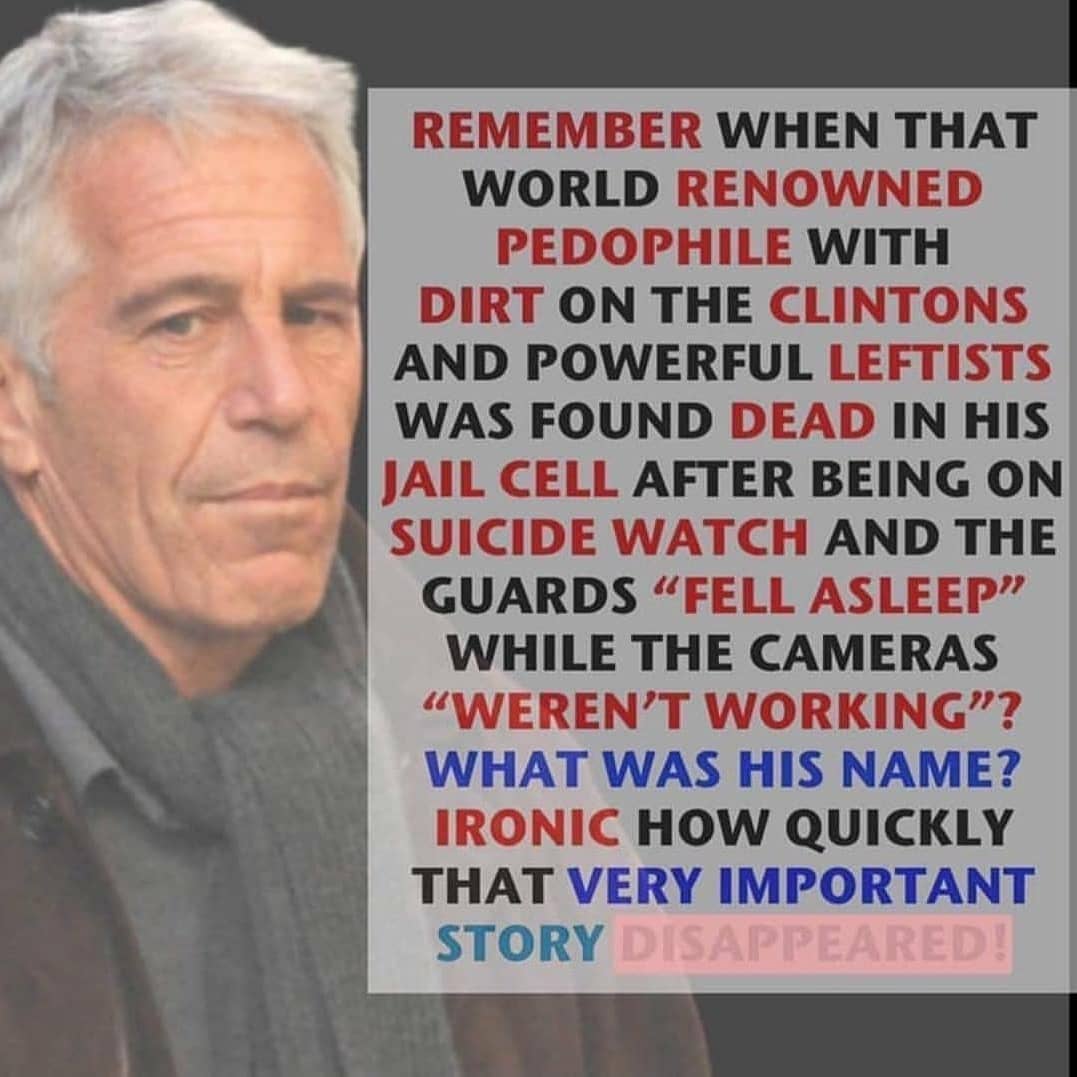 REMEMBER WHEN THAT
WORLD RENOWNED
PEDOPHILE WITH
DIRT ON THE CLINTONS
AND POWERFUL LEFTISTS
WAS FOUND DEAD IN HIS
JAIL CELL AFTER BEING ON
SUICIDE WATCH AND THE
GUARDS “FELL ASLEEP”
WHILE THE CAMERAS
“WEREN’T WORKING”?
WHAT WAS HIS NAME?
IRONIC HOW QUICKLY
THAT VERY IMPORTANT
STORY DISAPPEARED!